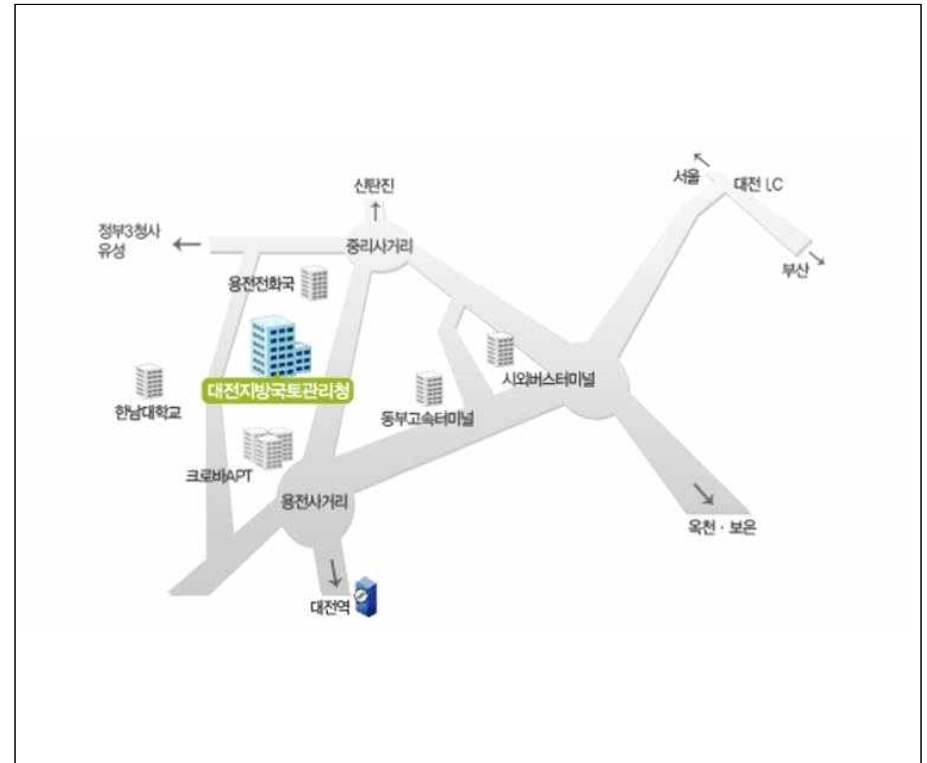 신탄진
서울
대전 I.C
정부3청사
유성
중리사거리
부산
용전전화국
대전지방국토관리청
시외버스터미널
한남대학교
동부고속터미널
크로바APT
용전사거리
옥천 · 보은
대전역